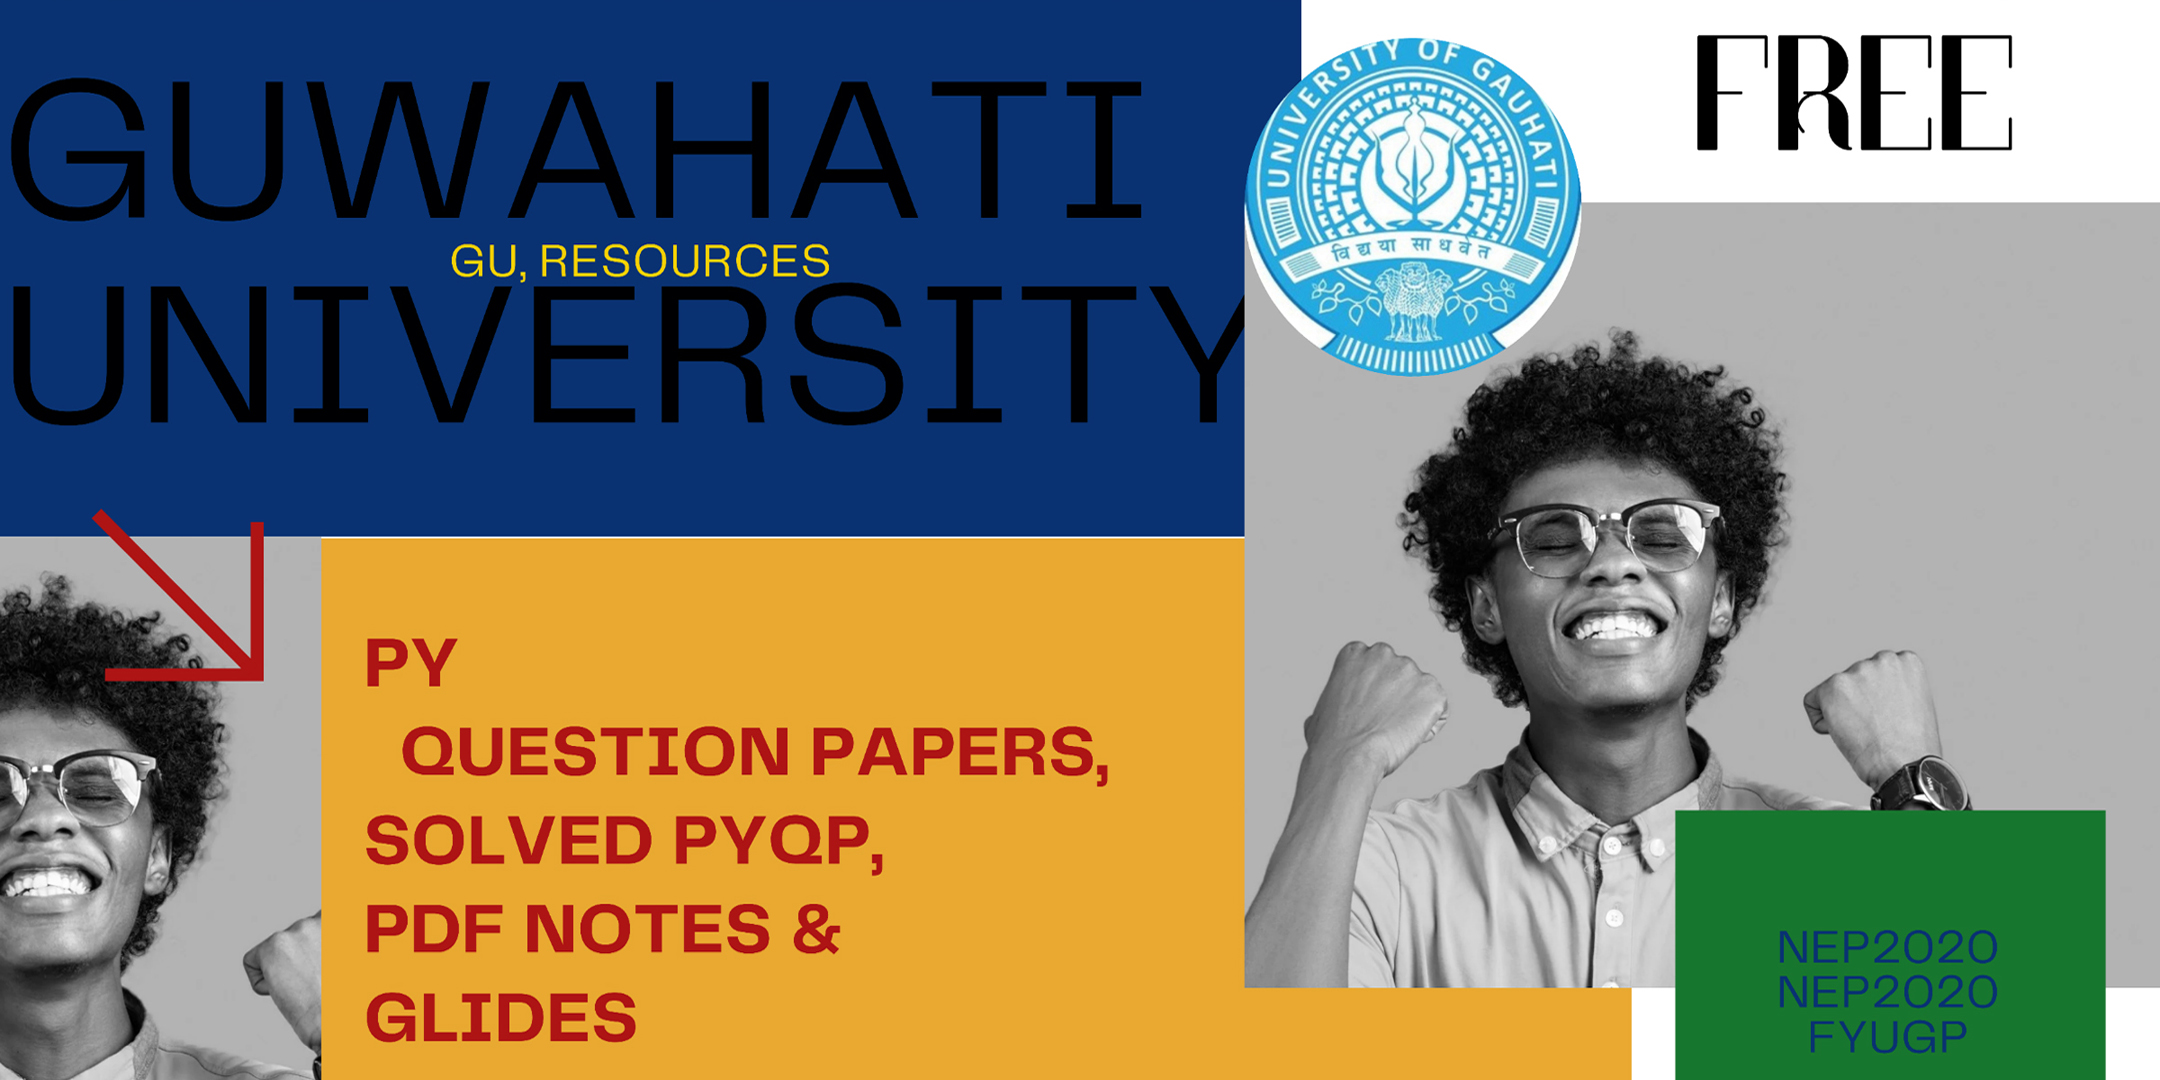 GUWAHATI
GU, RESOURCES
UNIVERSITY
UNIVERSITY OF GAUHATI
विद्यया साधवेत
FREE
PY
QUESTION PAPERS,
SOLVED PYQP,
PDF NOTES &
GLIDES
NEP2020
NEP2020
FYUGP